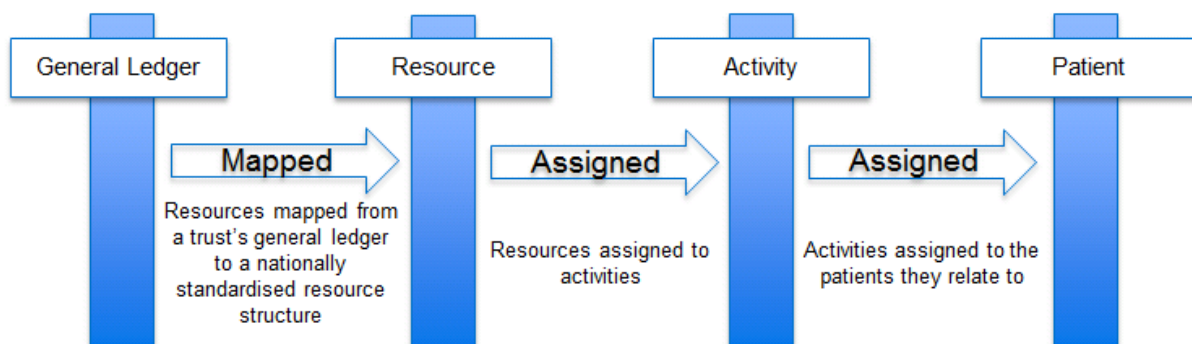 General Ledger
Resource
Activity
Patient
Mapped
Assigned
Assigned
Resources mapped from
a trust's general ledger
to a nationally
standardised resource
structure
Resources assigned to
activities
Activities assigned to the
patients they relate to